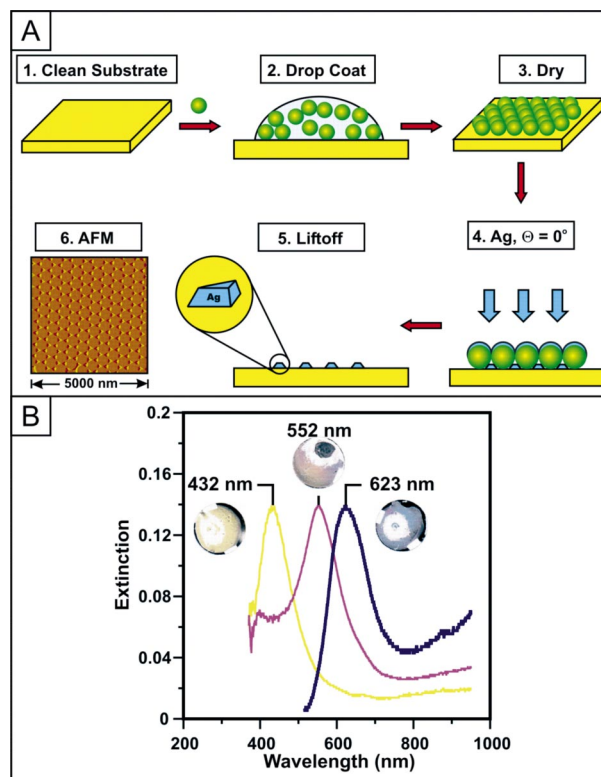 A
1. Clean Substrate
2. Drop Coat
3. Dry
6. AFM
5. Liftoff
4. Ag, Θ = 0°
Ag
5000 nm
B
0.2
0.16
0.12
0.08
0.04
0
Extinction
432 nm
552 nm
623 nm
200
400
600
800
1000
Wavelength (nm)